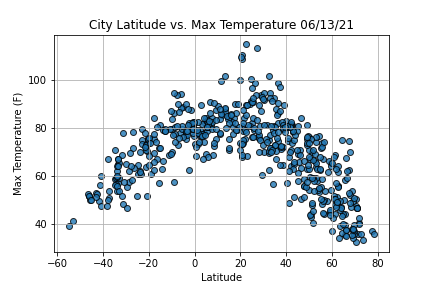 City Latitude vs. Max Temperature 06/13/21
Max Temperature (F)
100
80
60
40
−60 −40 −20 0 20 40 60 80
Latitude